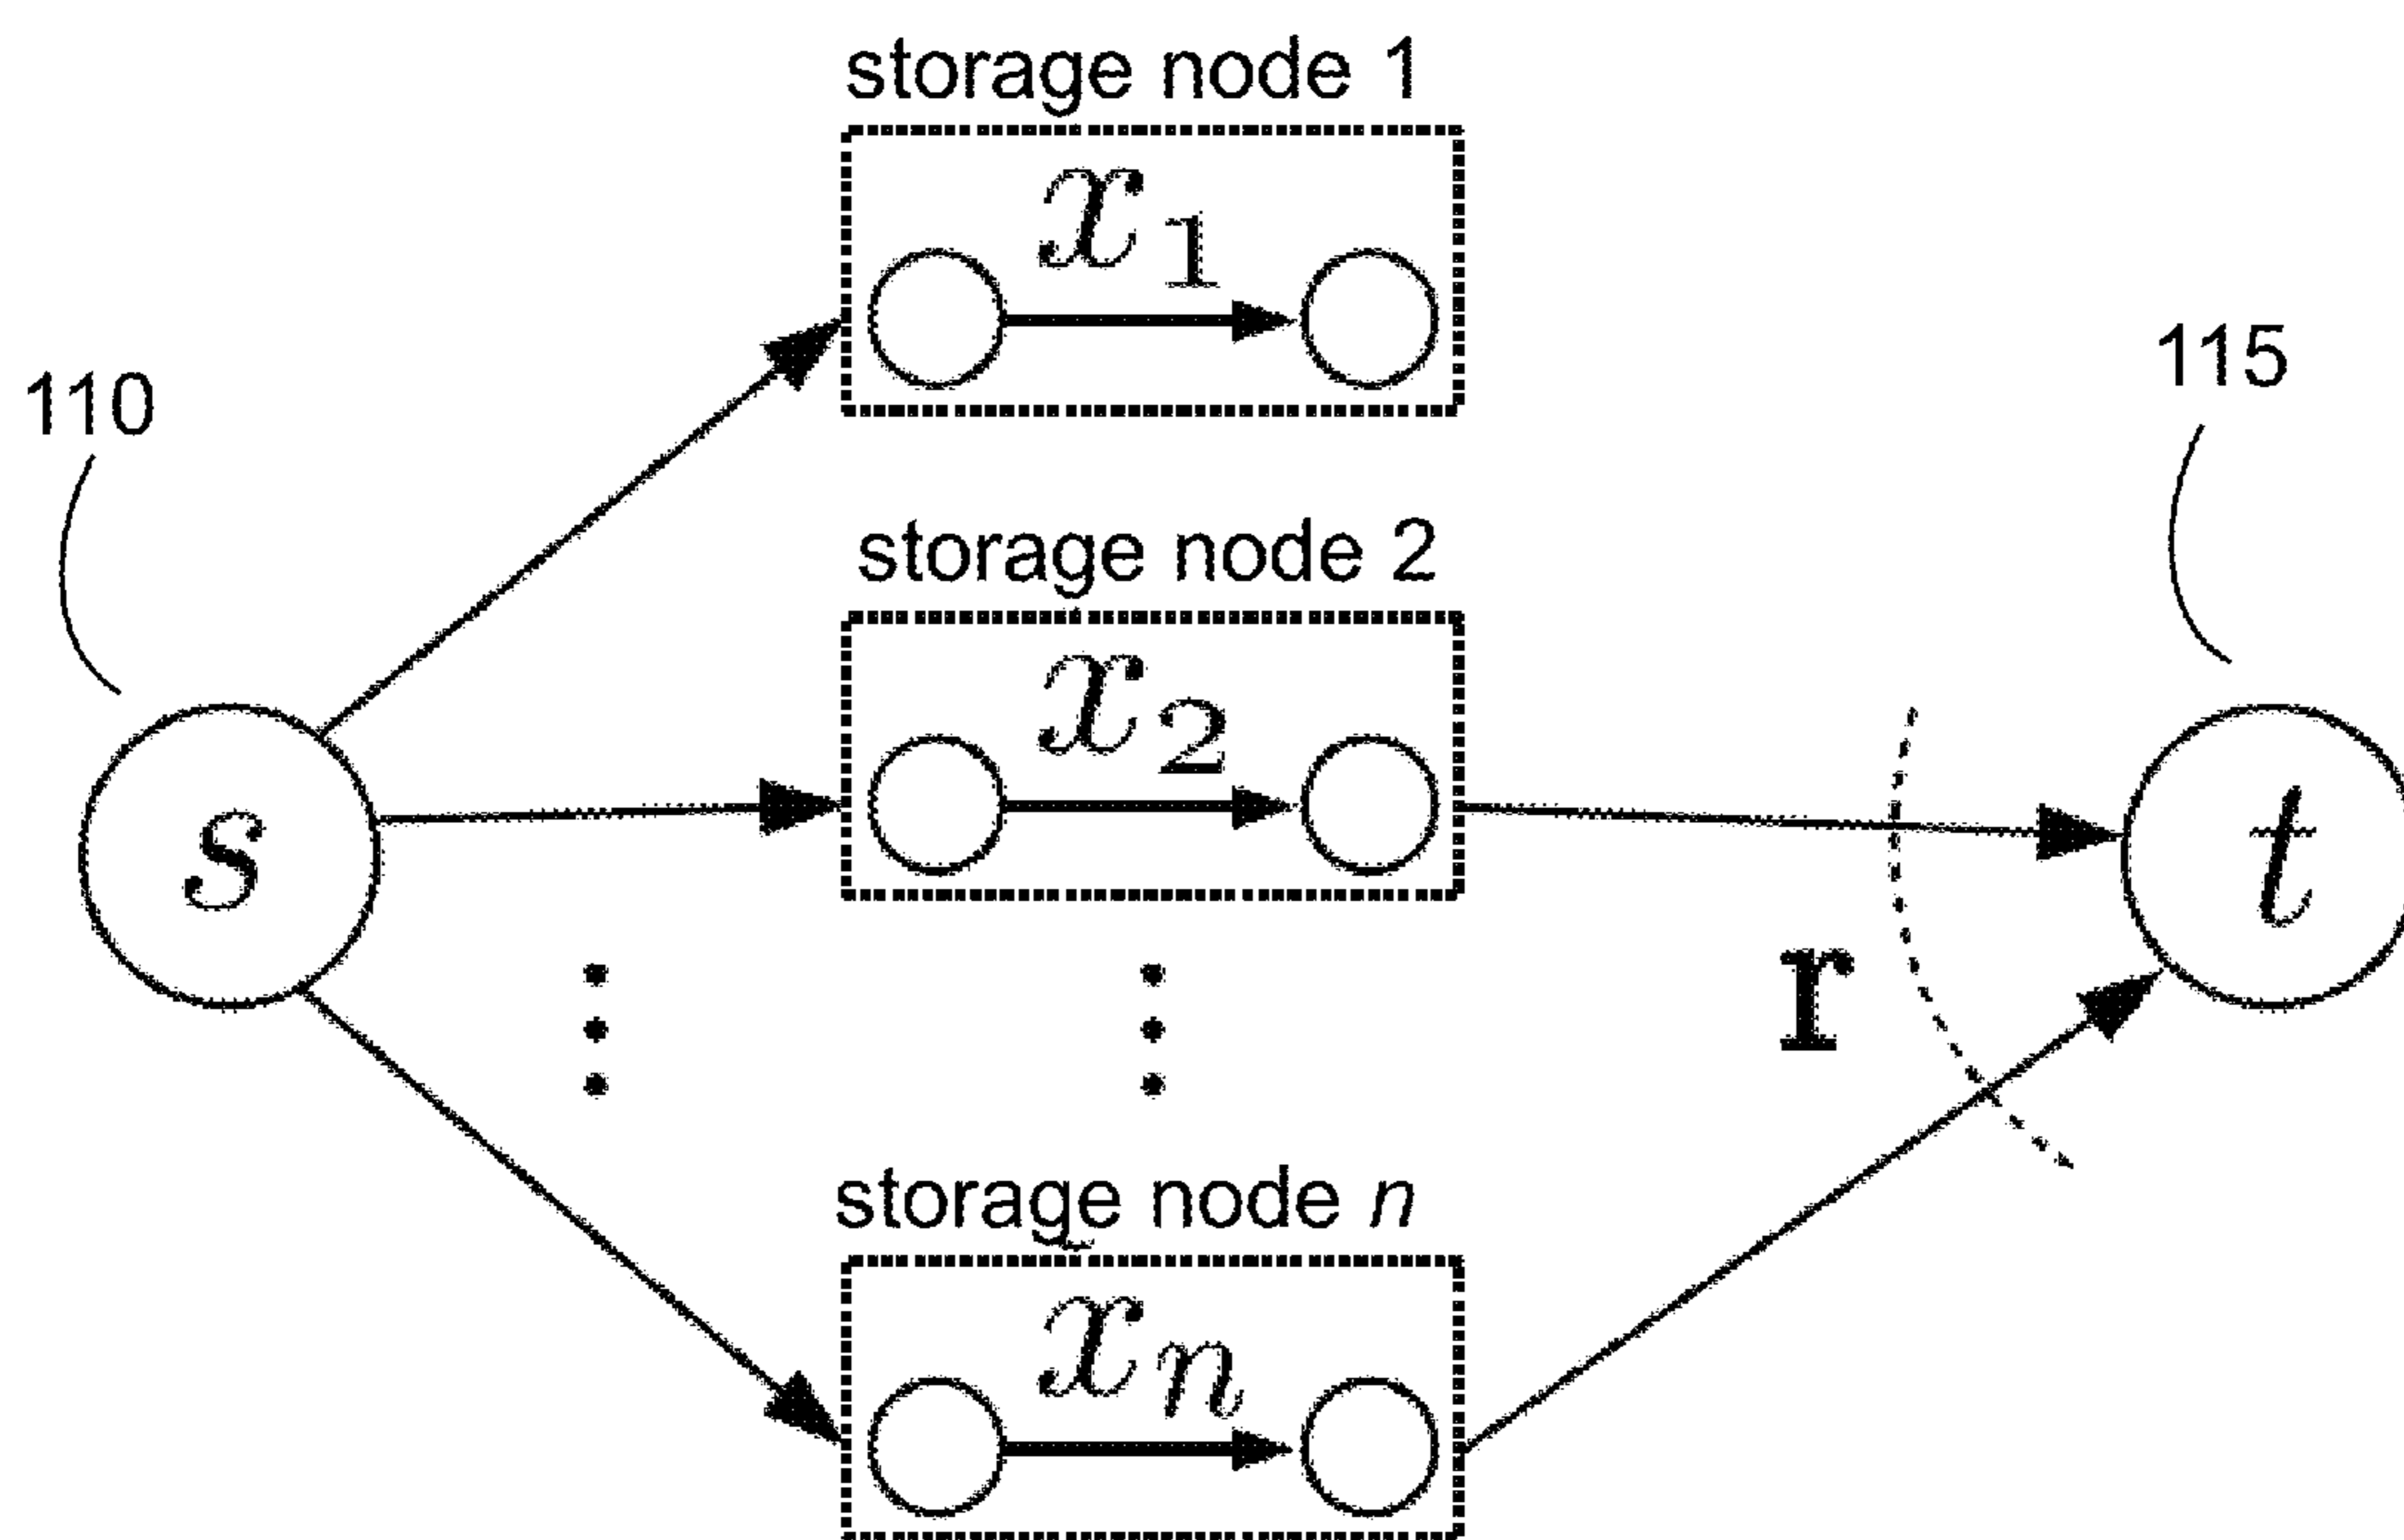 storage node 1
x1
110
115
storage node 2
x2
s
t
r
storage node n
xn